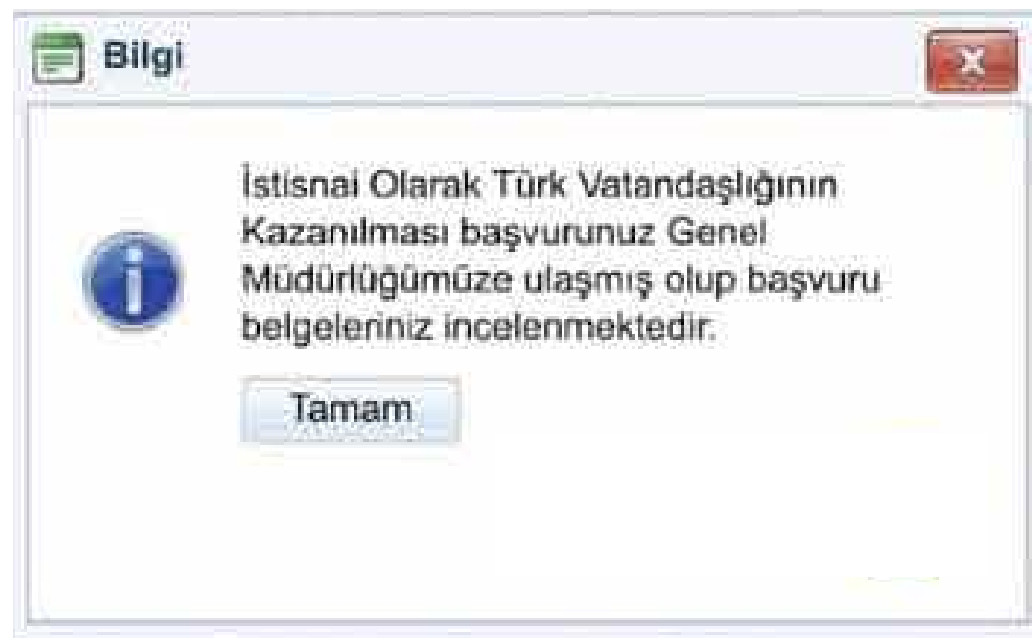 Bilgi
İstisnai Olarak Türk Vatandaşlığının
Kazanılması başvurunuz Genel
Müdürlüğümüze ulaşmış olup başvuru
belgeleriniz incelenmektedir.
Tamam